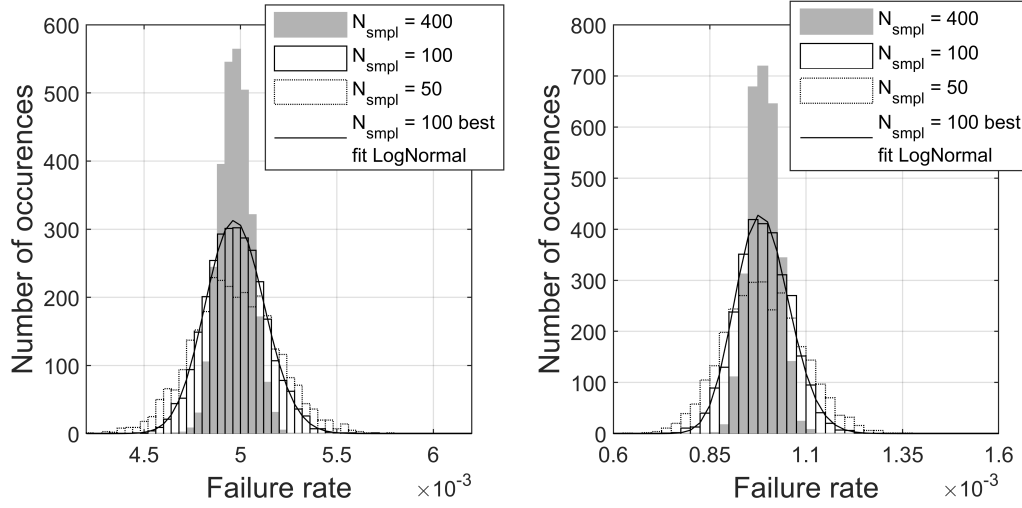 600
500
400
300
200
100
0
Number of occurences
4.5
5
5.5
6
Failure rate
×10⁻³
N_smpl = 400
N_smpl = 100
N_smpl = 50
N_smpl = 100 best
fit LogNormal
800
700
600
500
400
300
200
100
0
Number of occurences
0.6
0.85
1.1
1.35
1.6
Failure rate
×10⁻³
N_smpl = 400
N_smpl = 100
N_smpl = 50
N_smpl = 100 best
fit LogNormal